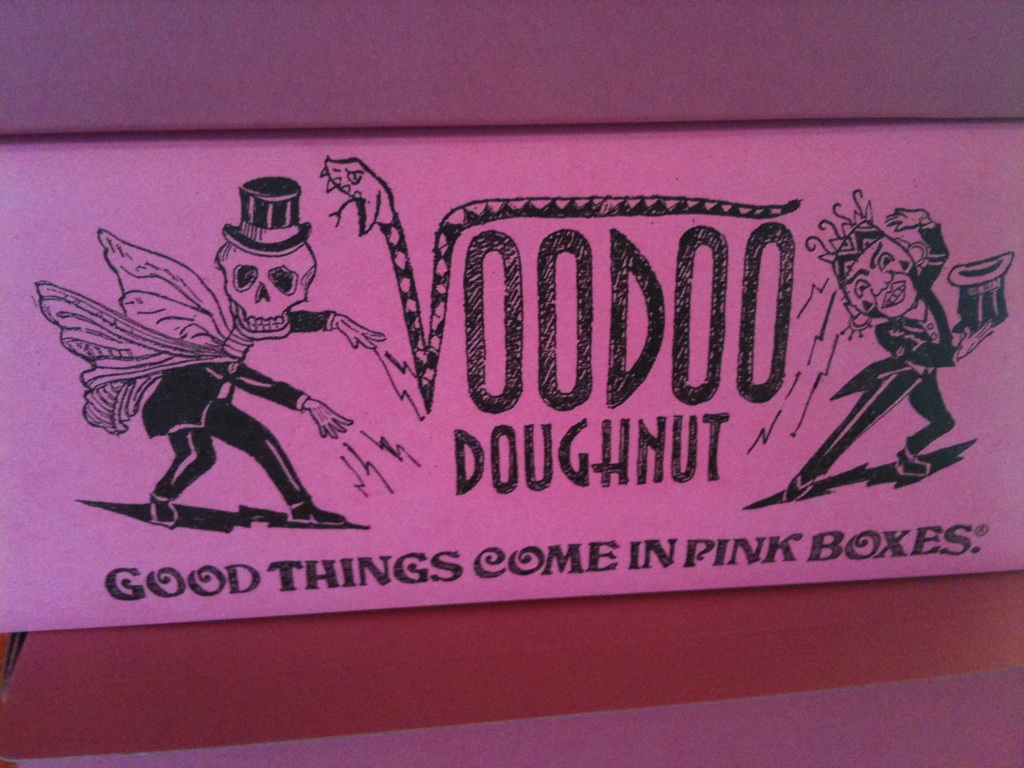 VOODOO
DOUGHNUT
GOOD THINGS COME IN PINK BOXES.®